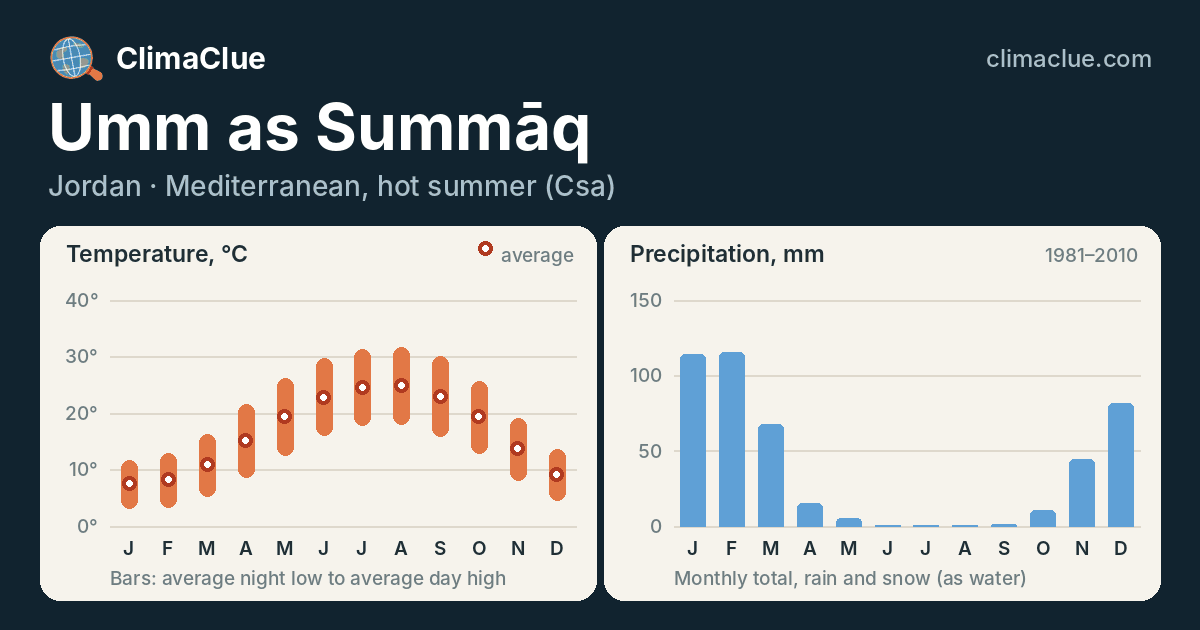 ClimaClue
climaclue.com
Umm as Summāq
Jordan · Mediterranean, hot summer (Csa)
Temperature, °C
average
40°
30°
20°
10°
0°
J F M A M J J A S O N D
Bars: average night low to average day high
Precipitation, mm
1981–2010
150
100
50
0
J F M A M J J A S O N D
Monthly total, rain and snow (as water)